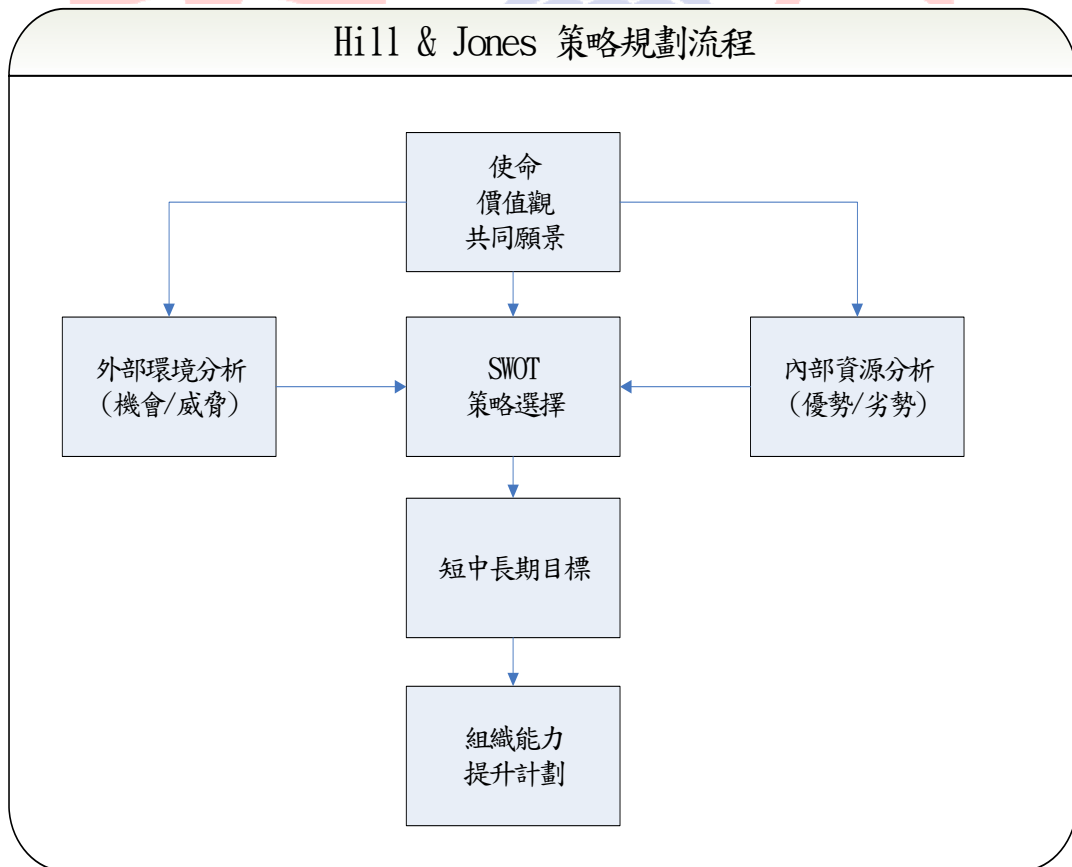 Hill & Jones 策略規劃流程
使命
價值觀
共同願景
外部環境分析
(機會/威脅)
SWOT
策略選擇
內部資源分析
(優勢/劣勢)
短中長期目標
組織能力
提升計劃